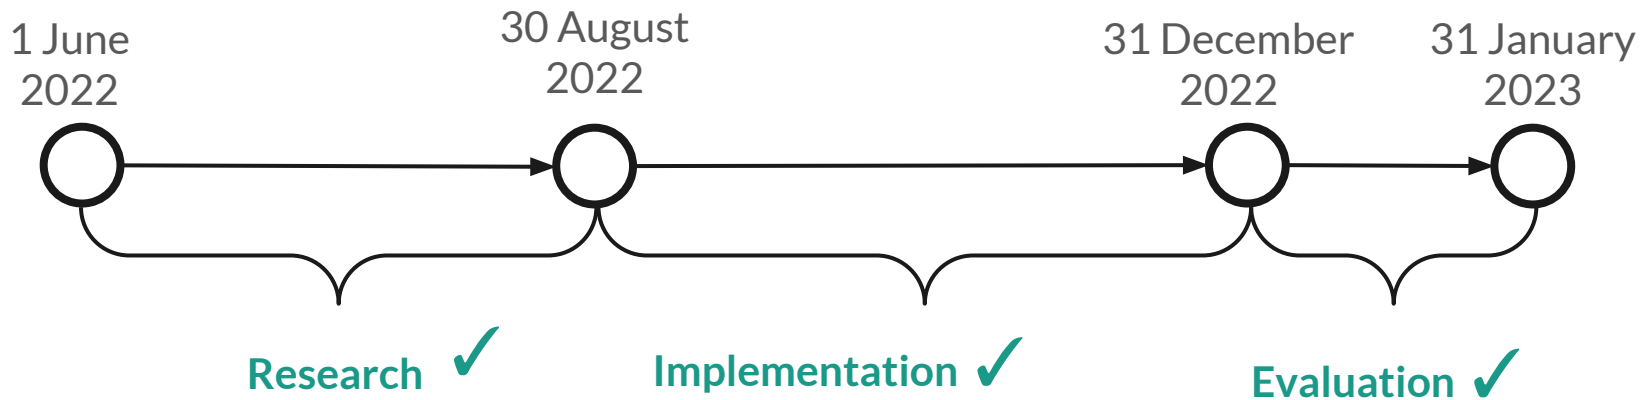 1 June
2022
30 August
2022
31 December
2022
31 January
2023
Research ✓
Implementation ✓
Evaluation ✓